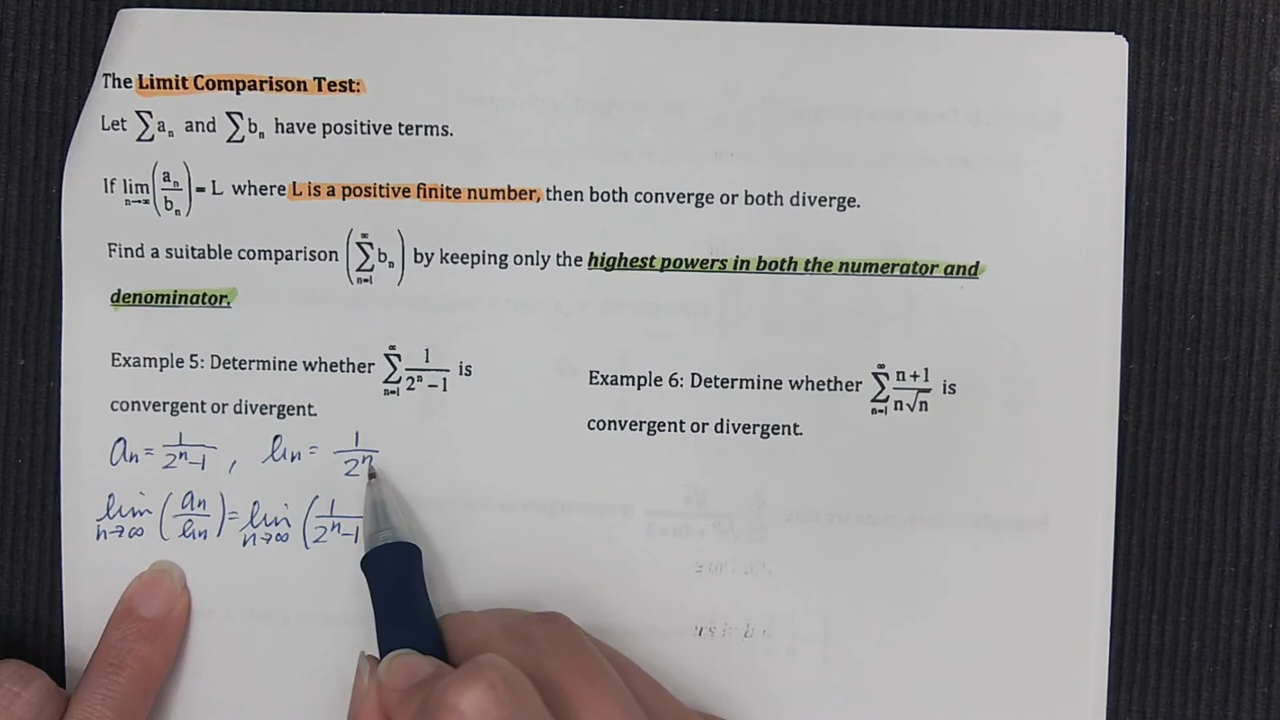 The Limit Comparison Test:
Let ∑aₙ and ∑bₙ have positive terms.
If lim n→∞ (aₙ/bₙ) = L where L is a positive finite number, then both converge or both diverge.
Find a suitable comparison (∑ n=1 ∞ bₙ) by keeping only the highest powers in both the numerator and
denominator.
Example 5: Determine whether ∑ n=1 ∞ 1/(2ⁿ−1) is
convergent or divergent.
aₙ = 1/(2ⁿ−1), bₙ = 1/2ⁿ
lim n→∞ (aₙ/bₙ) = lim n→∞ (1/(2ⁿ−1
Example 6: Determine whether ∑ n=1 ∞ (n+1)/(n√n) is
convergent or divergent.